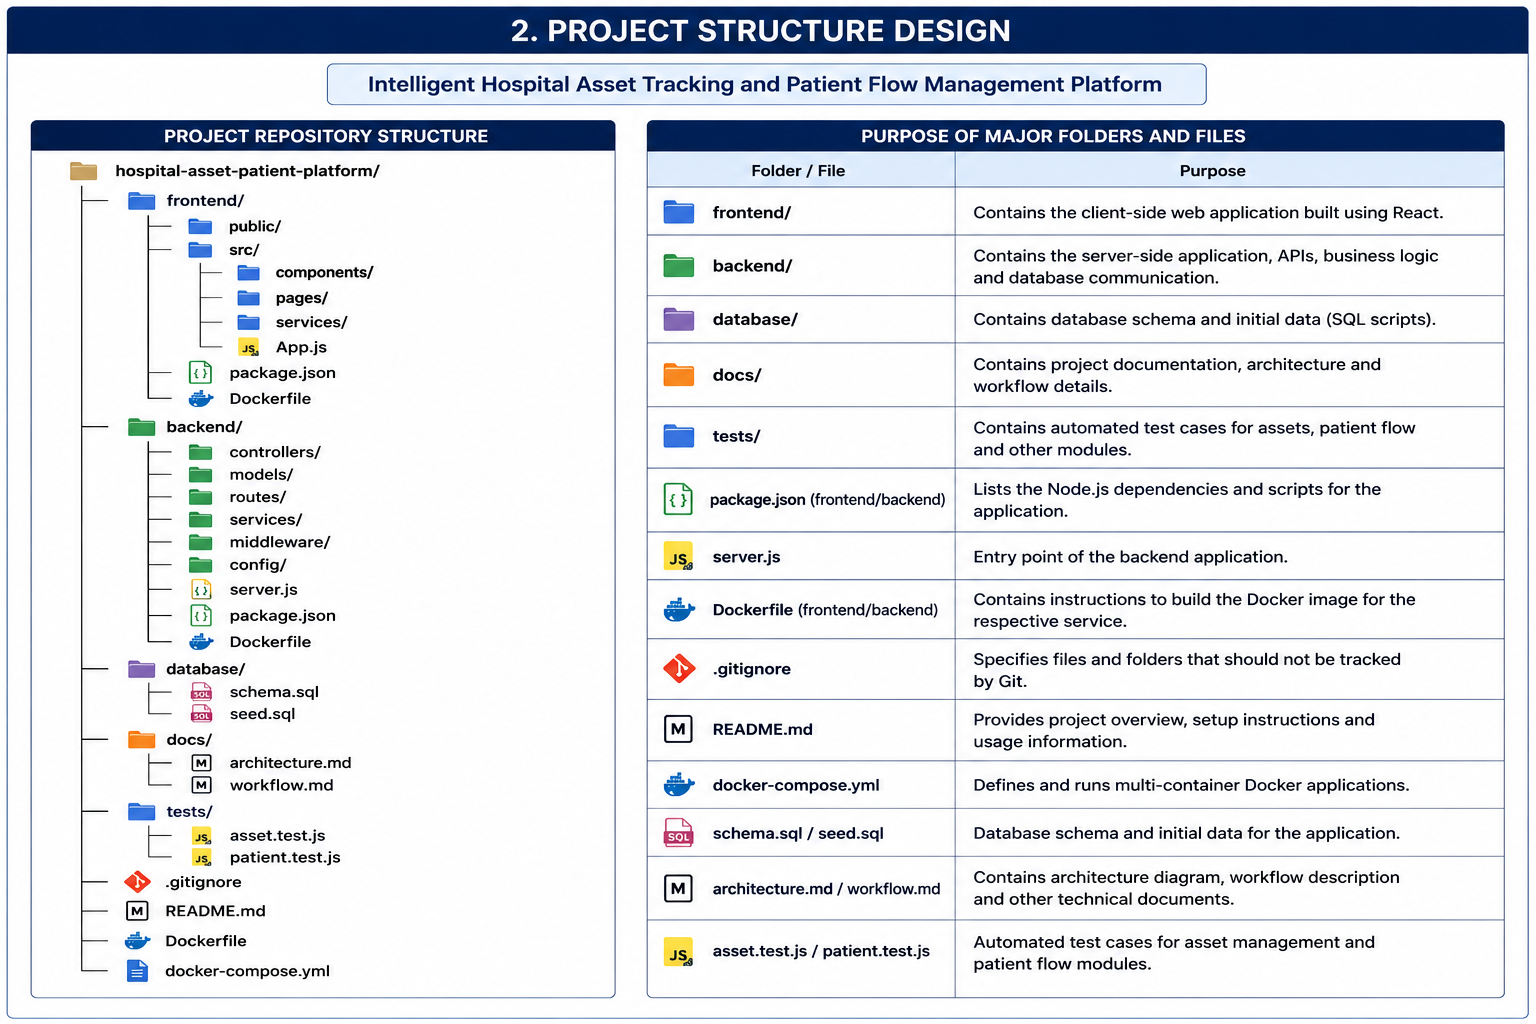 2. PROJECT STRUCTURE DESIGN
Intelligent Hospital Asset Tracking and Patient Flow Management Platform
PROJECT REPOSITORY STRUCTURE
hospital-asset-patient-platform/
frontend/
public/
src/
components/
pages/
services/
JS
App.js
{ }
package.json
Dockerfile
backend/
controllers/
models/
routes/
services/
middleware/
config/
{ }
server.js
{ }
package.json
Dockerfile
database/
SQL
schema.sql
SQL
seed.sql
docs/
M
architecture.md
M
workflow.md
tests/
JS
asset.test.js
JS
patient.test.js
.gitignore
M
README.md
Dockerfile
docker-compose.yml
PURPOSE OF MAJOR FOLDERS AND FILES
Folder / File
Purpose
frontend/
Contains the client-side web application built using React.
backend/
Contains the server-side application, APIs, business logic
and database communication.
database/
Contains database schema and initial data (SQL scripts).
docs/
Contains project documentation, architecture and
workflow details.
tests/
Contains automated test cases for assets, patient flow
and other modules.
{ }
package.json (frontend/backend)
Lists the Node.js dependencies and scripts for the
application.
JS
server.js
Entry point of the backend application.
Dockerfile (frontend/backend)
Contains instructions to build the Docker image for the
respective service.
.gitignore
Specifies files and folders that should not be tracked
by Git.
M
README.md
Provides project overview, setup instructions and
usage information.
docker-compose.yml
Defines and runs multi-container Docker applications.
SQL
schema.sql / seed.sql
Database schema and initial data for the application.
M
architecture.md / workflow.md
Contains architecture diagram, workflow description
and other technical documents.
JS
asset.test.js / patient.test.js
Automated test cases for asset management and
patient flow modules.